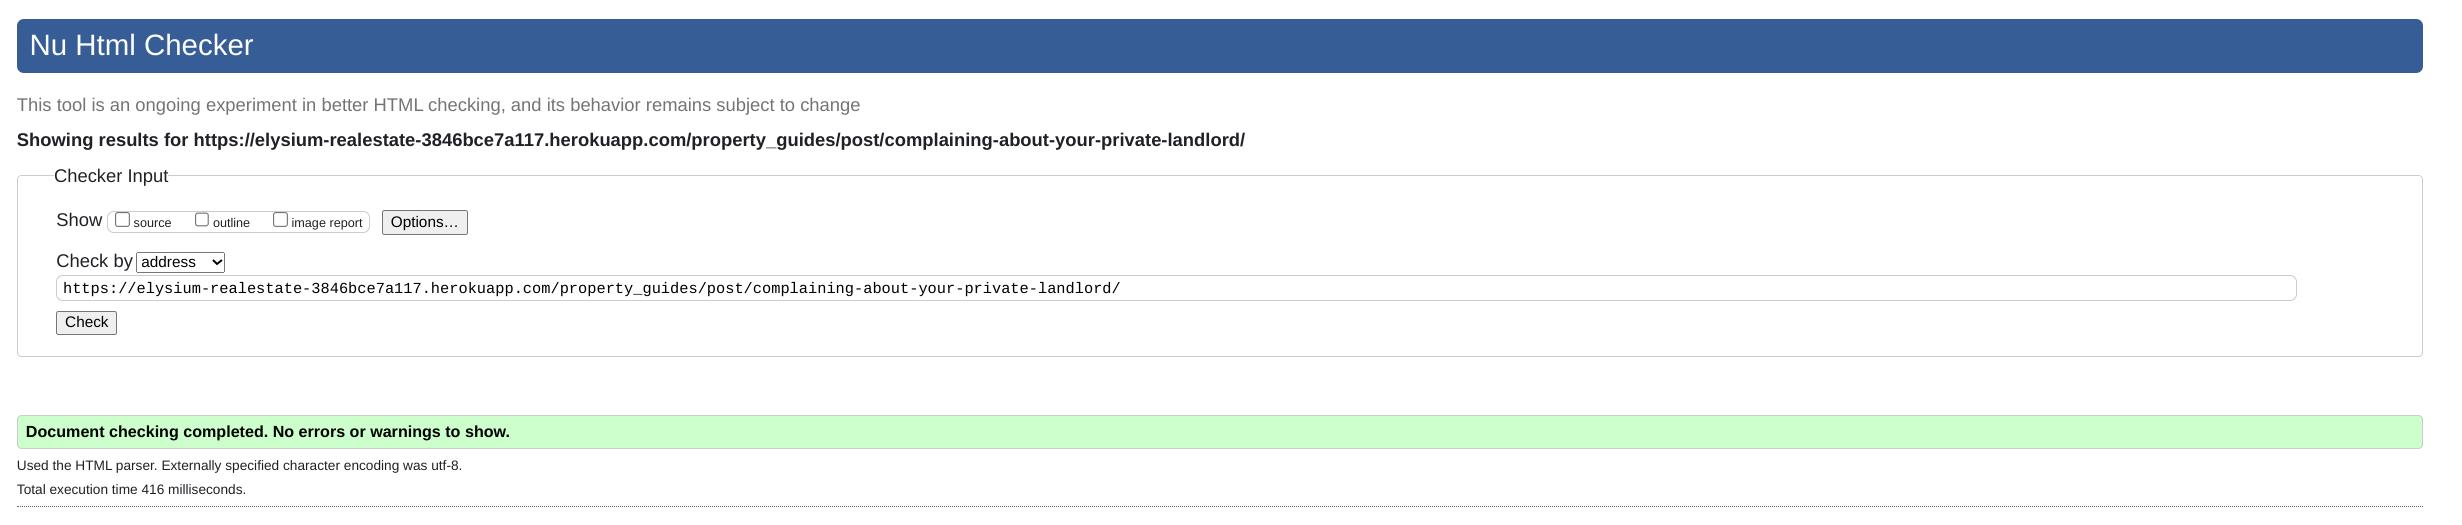 Nu Html Checker
This tool is an ongoing experiment in better HTML checking, and its behavior remains subject to change
Showing results for https://elysium-realestate-3846bce7a117.herokuapp.com/property_guides/post/complaining-about-your-private-landlord/
Checker Input
Show source outline image report Options...
Check by address
https://elysium-realestate-3846bce7a117.herokuapp.com/property_guides/post/complaining-about-your-private-landlord/
Check
Document checking completed. No errors or warnings to show.
Used the HTML parser. Externally specified character encoding was utf-8.
Total execution time 416 milliseconds.